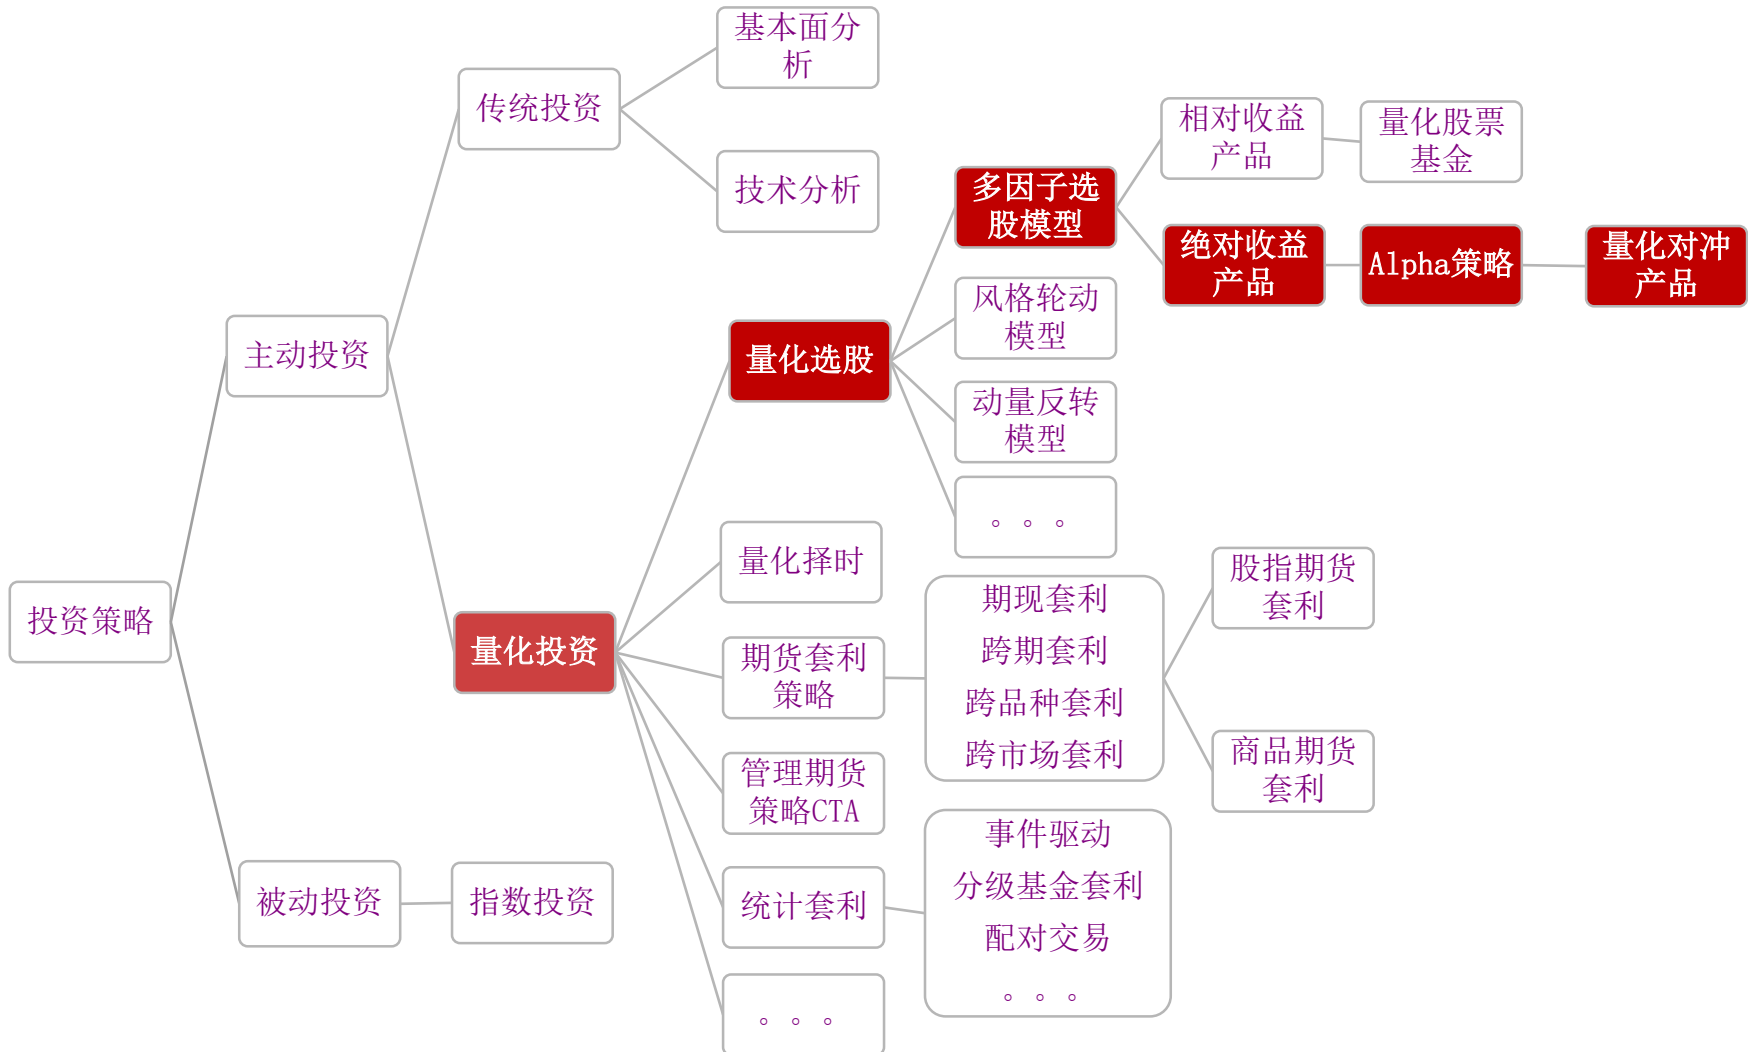 基本面分
析
传统投资
技术分析
相对收益
产品
量化股票
基金
多因子选
股模型
绝对收益
产品
Alpha策略
量化对冲
产品
风格轮动
模型
主动投资
量化选股
动量反转
模型
。。。
量化择时
股指期货
套利
投资策略
量化投资
期货套利
策略
期现套利
跨期套利
跨品种套利
跨市场套利
商品期货
套利
管理期货
策略CTA
被动投资
指数投资
统计套利
事件驱动
分级基金套利
配对交易
。。。
。。。